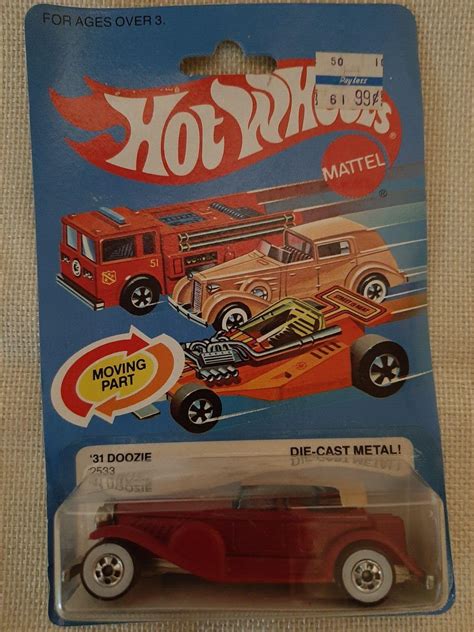 FOR AGES OVER 3.
50
PayLess
61 99¢
HOT WHEELS
MATTEL
51
MOVING
PART
'31 DOOZIE
2533
DIE-CAST METAL!